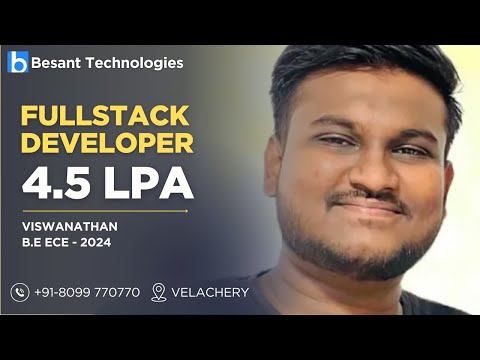 b Besant Technologies
FULLSTACK
DEVELOPER
4.5 LPA
VISWANATHAN
B.E ECE - 2024
+91-8099 770770 VELACHERY